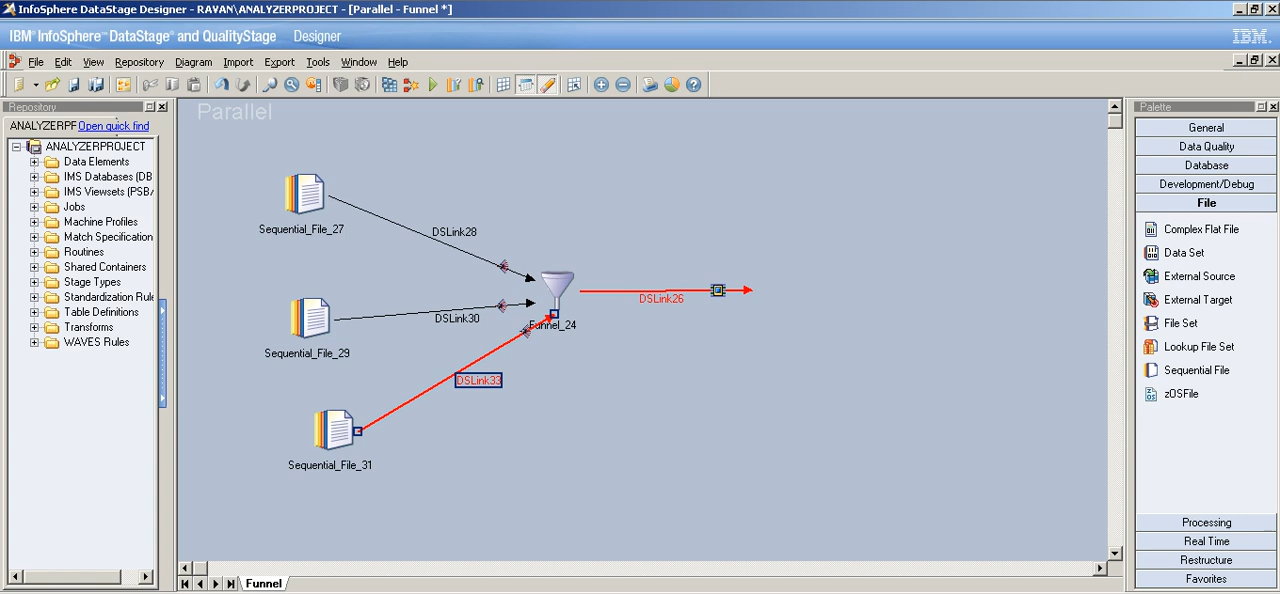 InfoSphere DataStage Designer - RAVAN\ANALYZERPROJECT - [Parallel - Funnel *]
IBM® InfoSphere™ DataStage® and QualityStage Designer
IBM.
File Edit View Repository Diagram Import Export Tools Window Help
Repository
ANALYZERPF Open quick find
ANALYZERPROJECT
Data Elements
IMS Databases (DB
IMS Viewsets (PSB/
Jobs
Machine Profiles
Match Specification
Routines
Shared Containers
Stage Types
Standardization Rule
Table Definitions
Transforms
WAVES Rules
Parallel
Sequential_File_27
DSLink28
Sequential_File_29
DSLink30
Funnel_24
DSLink26
DSLink33
Sequential_File_31
Funnel
Palette
General
Data Quality
Database
Development/Debug
File
Complex Flat File
Data Set
External Source
External Target
File Set
Lookup File Set
Sequential File
zOSFile
Processing
Real Time
Restructure
Favorites